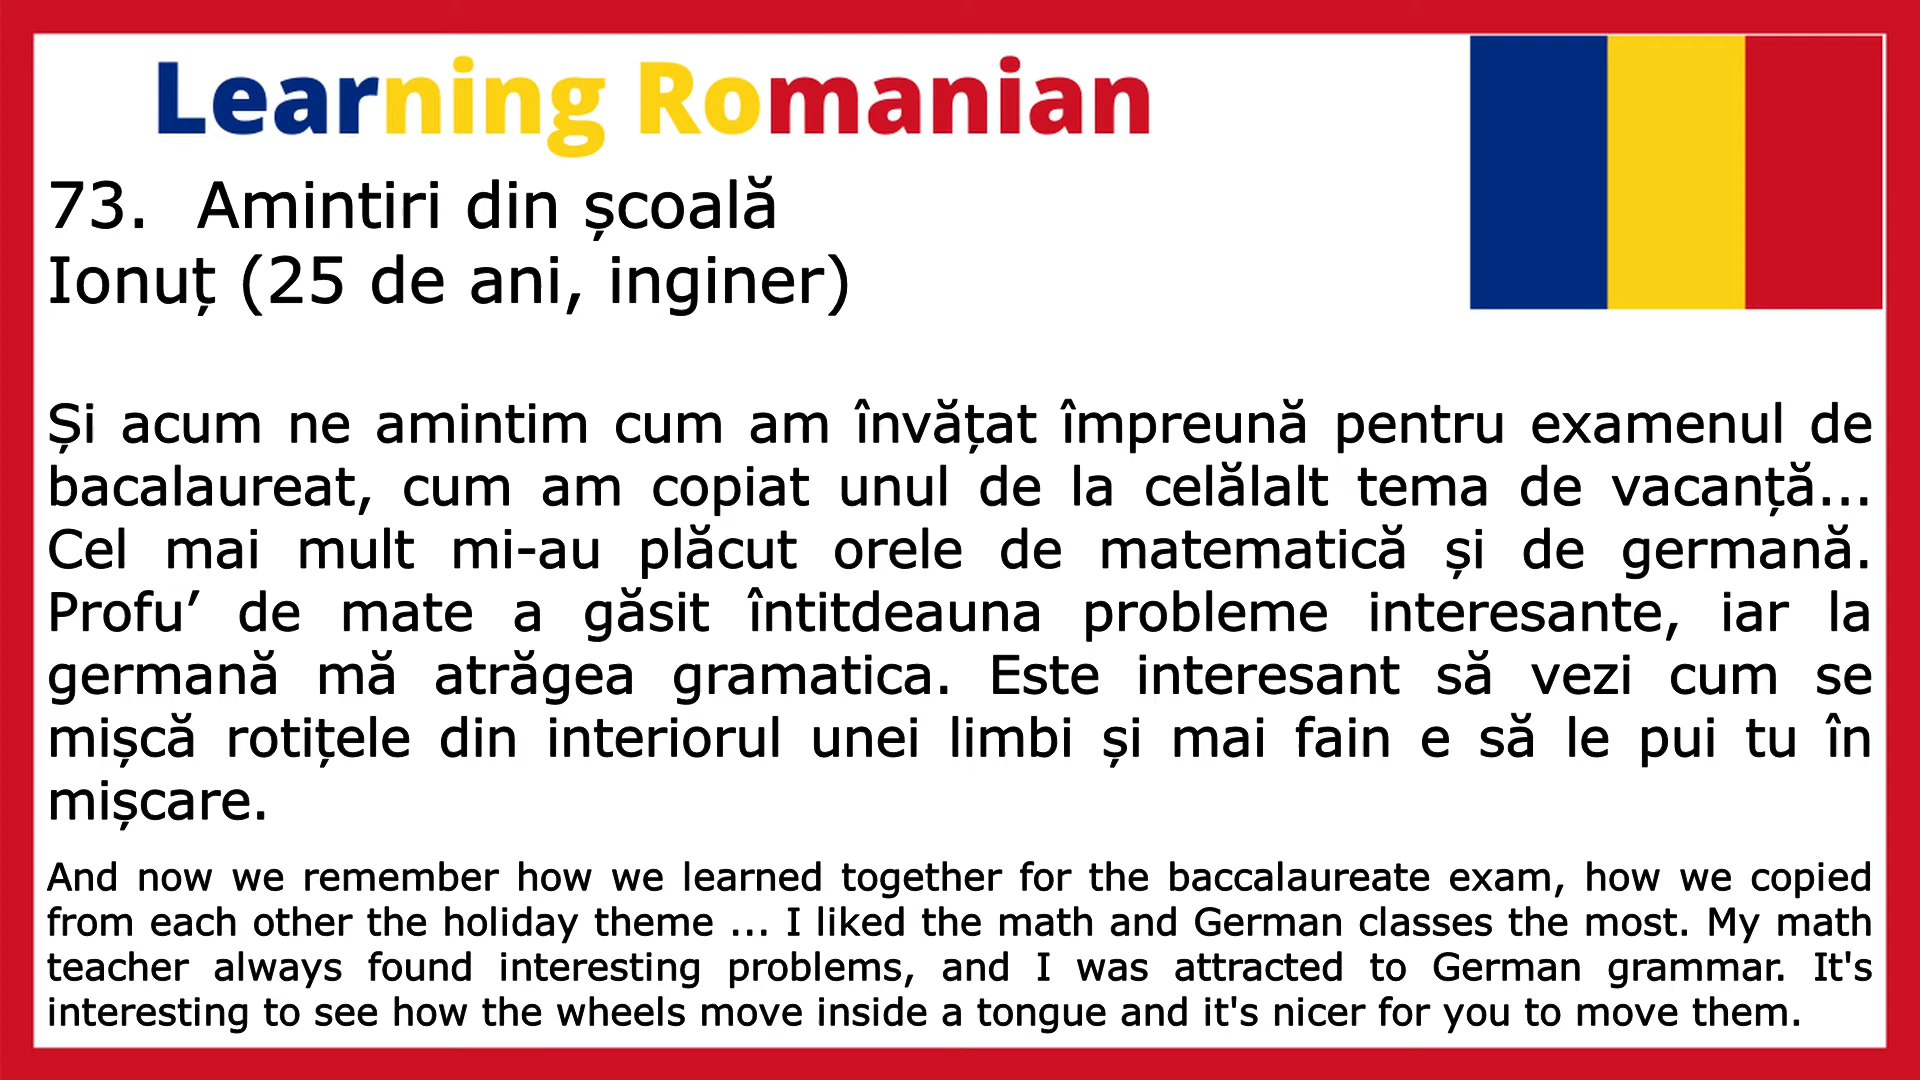 Learning Romanian
73. Amintiri din școală
Ionuț (25 de ani, inginer)
Și acum ne amintim cum am învățat împreună pentru examenul de
bacalaureat, cum am copiat unul de la celălalt tema de vacanță...
Cel mai mult mi-au plăcut orele de matematică și de germană.
Profu’ de mate a găsit întitdeauna probleme interesante, iar la
germană mă atrăgea gramatica. Este interesant să vezi cum se
mișcă rotițele din interiorul unei limbi și mai fain e să le pui tu în
mișcare.
And now we remember how we learned together for the baccalaureate exam, how we copied
from each other the holiday theme ... I liked the math and German classes the most. My math
teacher always found interesting problems, and I was attracted to German grammar. It's
interesting to see how the wheels move inside a tongue and it's nicer for you to move them.